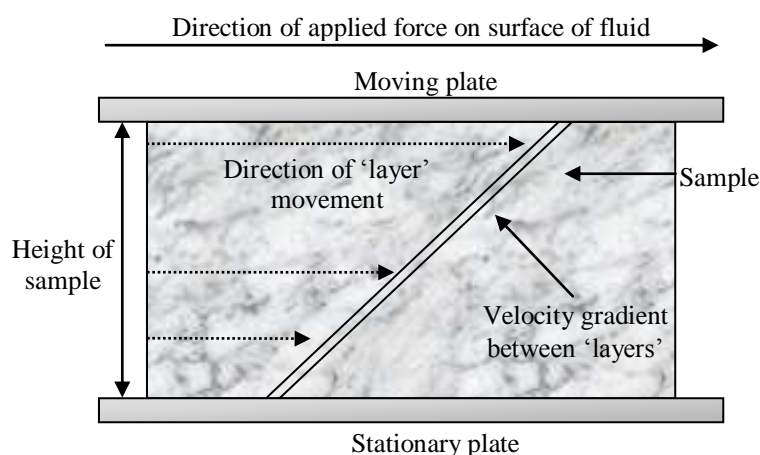 Direction of applied force on surface of fluid
Moving plate
Direction of ‘layer’
movement
Sample
Height of
sample
Velocity gradient
between ‘layers’
Stationary plate